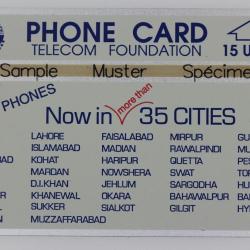 PHONE CARD
TELECOM FOUNDATION
15 U
Sample Muster Spécime
PHONES
more than
Now in 35 CITIES
LAHORE FAISALABAD MIRPUR
ISLAMABAD MADIAN RAWALPINDI
KOHAT HARIPUR QUETTA
MARDAN NOWSHERA SWAT
D.I.KHAN JEHLUM SARGODHA
KHANEWAL OKARA BAHAWALPUR
SUKKER SIALKOT GILGIT
MUZZAFFARABAD